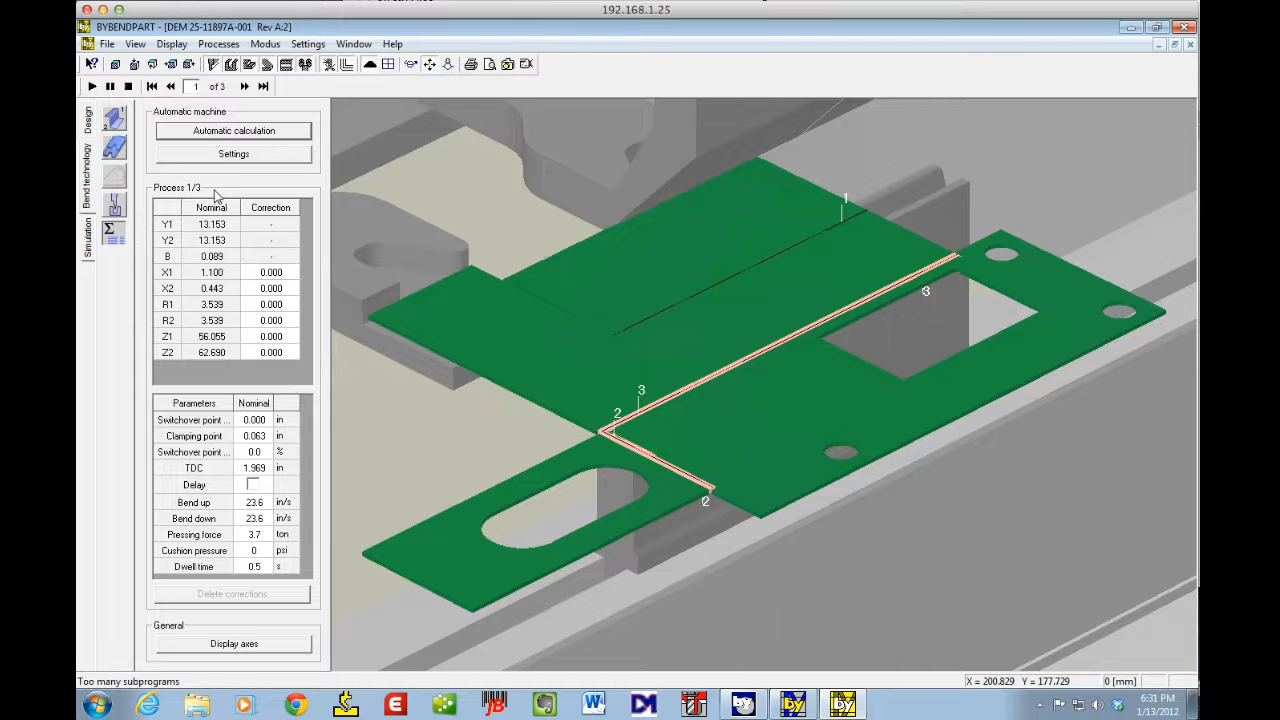 192.168.1.25
BYBENDPART - [DEM 25-11897A-001 Rev A:2]
File View Display Processes Modus Settings Window Help
1 of 3
Design
Bend technology
Simulation
Automatic machine
Automatic calculation
Settings
Process 1/3
Nominal Correction
Y1 13.153 -
Y2 13.153 -
B 0.089 -
X1 1.100 0.000
X2 0.443 0.000
R1 3.539 0.000
R2 3.539 0.000
Z1 56.055 0.000
Z2 62.690 0.000
Parameters Nominal
Switchover point ... 0.000 in
Clamping point 0.063 in
Switchover point ... 0.0 %
TDC 1.969 in
Delay
Bend up 23.6 in/s
Bend down 23.6 in/s
Pressing force 3.7 ton
Cushion pressure 0 psi
Dwell time 0.5 s
Delete corrections
General
Display axes
1
3
3
2
2
Too many subprograms
X = 200.829 Y = 177.729 0 [mm]
6:31 PM
1/13/2012